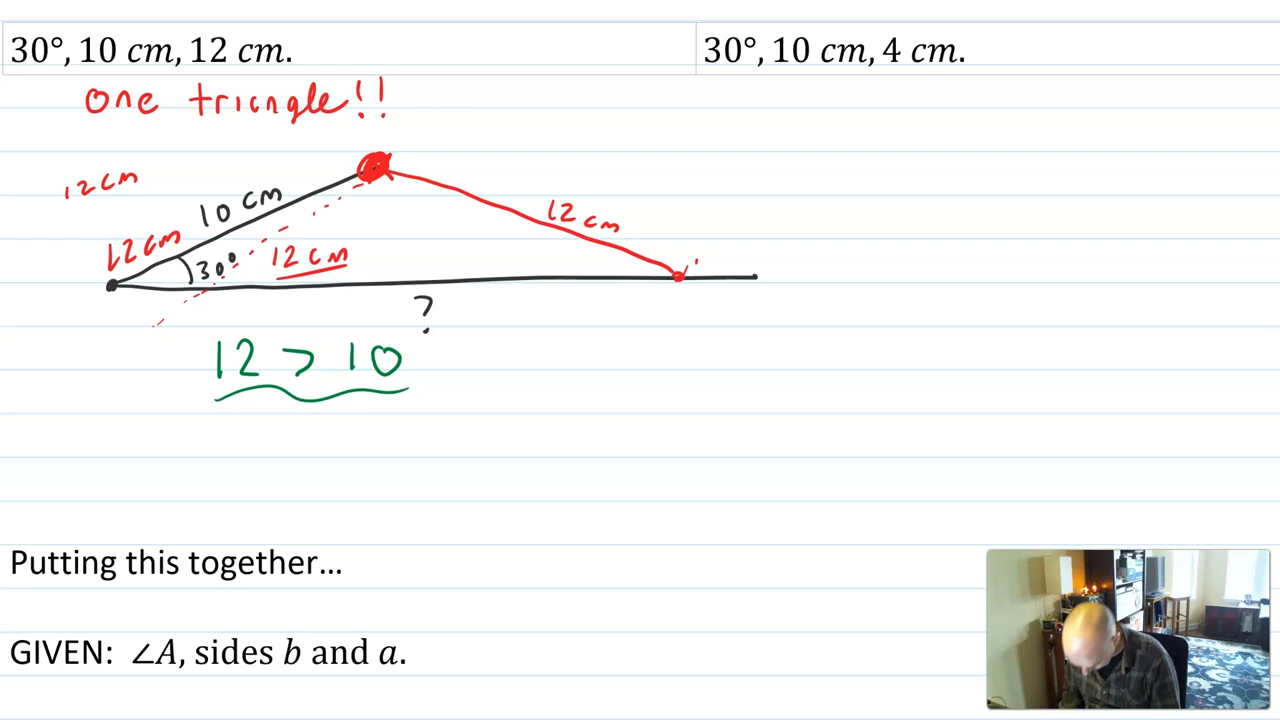 30°, 10 cm, 12 cm.
30°, 10 cm, 4 cm.
one triangle!!
12 cm
10 cm
12 cm
12 cm
30°
12 cm
?
12 > 10
Putting this together...
GIVEN: ∠A, sides b and a.